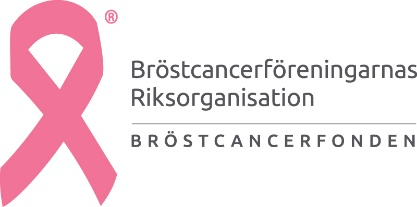 ®
Bröstcancerföreningarnas
Riksorganisation
BRÖSTCANCERFONDEN